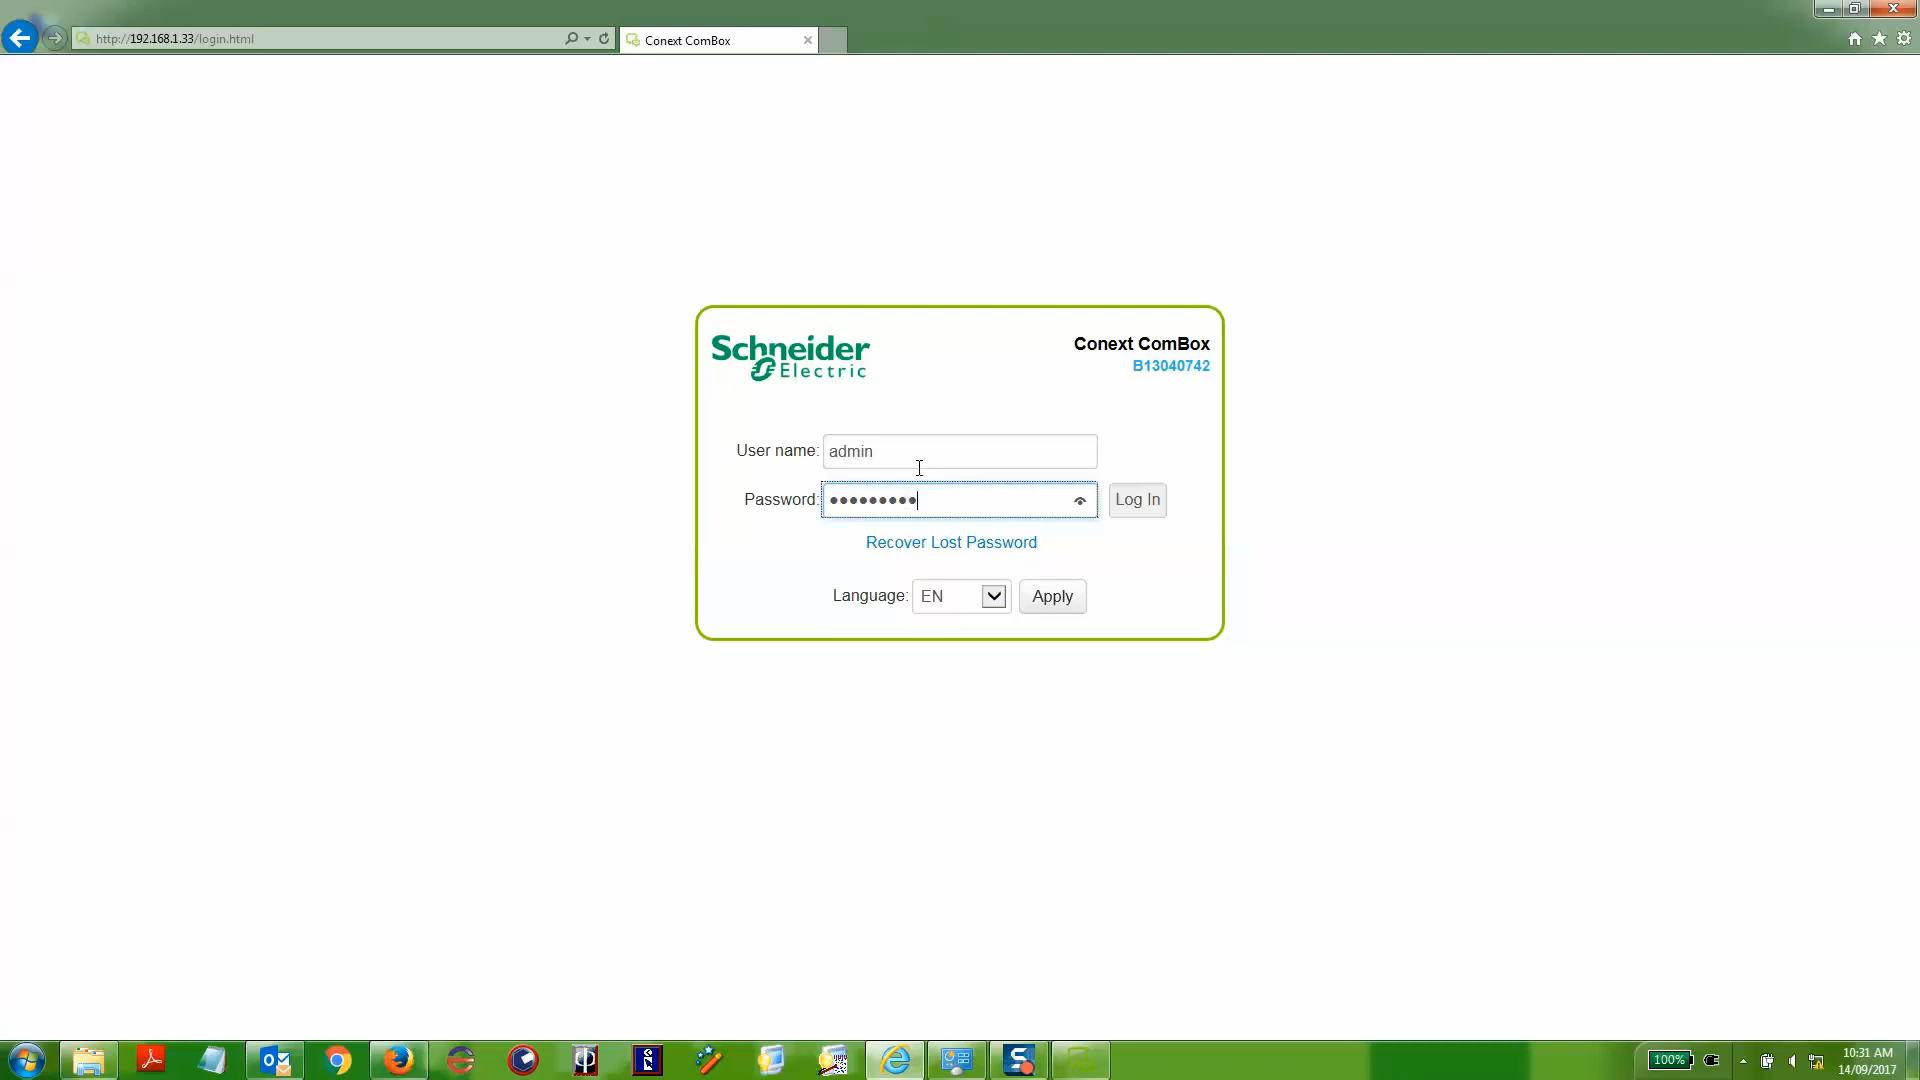 http://192.168.1.33/login.html
Conext ComBox
Schneider
Electric
Conext ComBox
B13040742
User name: admin
Password: ●●●●●●●●● Log In
Recover Lost Password
Language: EN Apply
100%
10:31 AM
14/09/2017